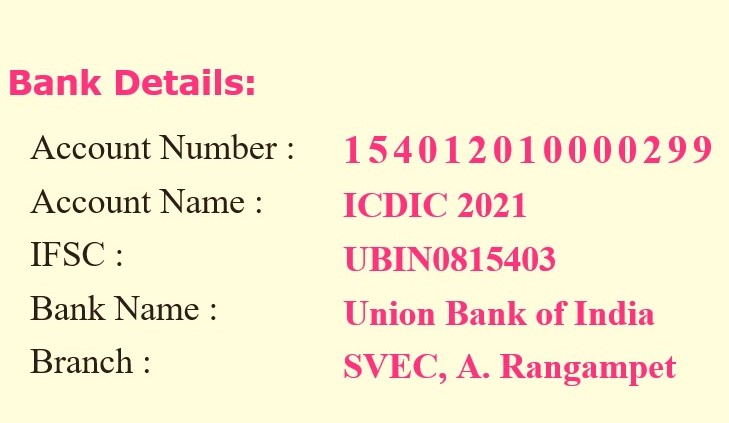 Bank Details:
Account Number : 154012010000299
Account Name : ICDIC 2021
IFSC : UBIN0815403
Bank Name : Union Bank of India
Branch : SVEC, A. Rangampet